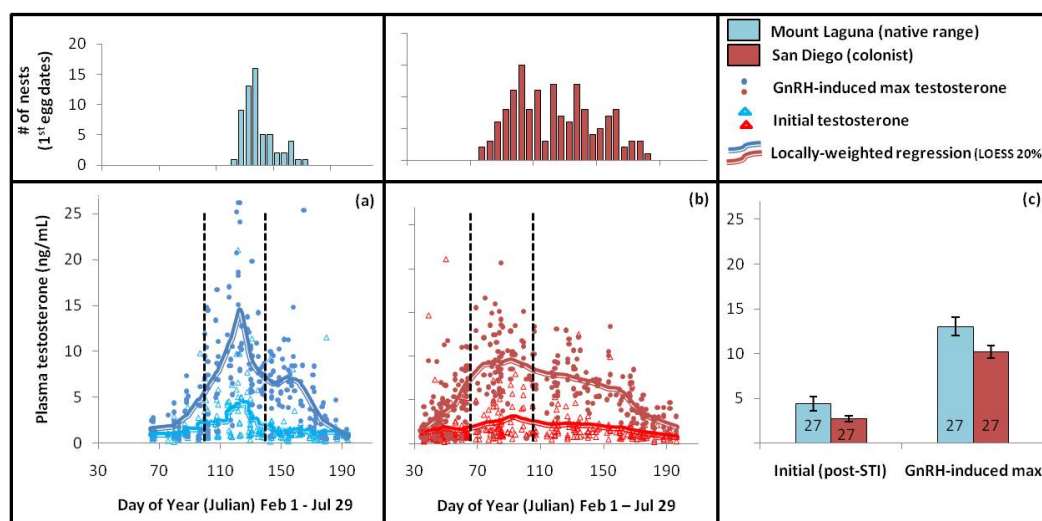 # of nests
(1st egg dates)
20
15
10
5
0
Mount Laguna (native range)
San Diego (colonist)
GnRH-induced max testosterone
Initial testosterone
Locally-weighted regression (LOESS 20%
Plasma testosterone (ng/mL)
(a)
25
20
15
10
5
0
30 70 110 150 190
Day of Year (Julian) Feb 1 - Jul 29
(b)
30 70 110 150 190
Day of Year (Julian) Feb 1 – Jul 29
(c)
25
20
15
10
5
27 27 27 27
Initial (post-STI) GnRH-induced max